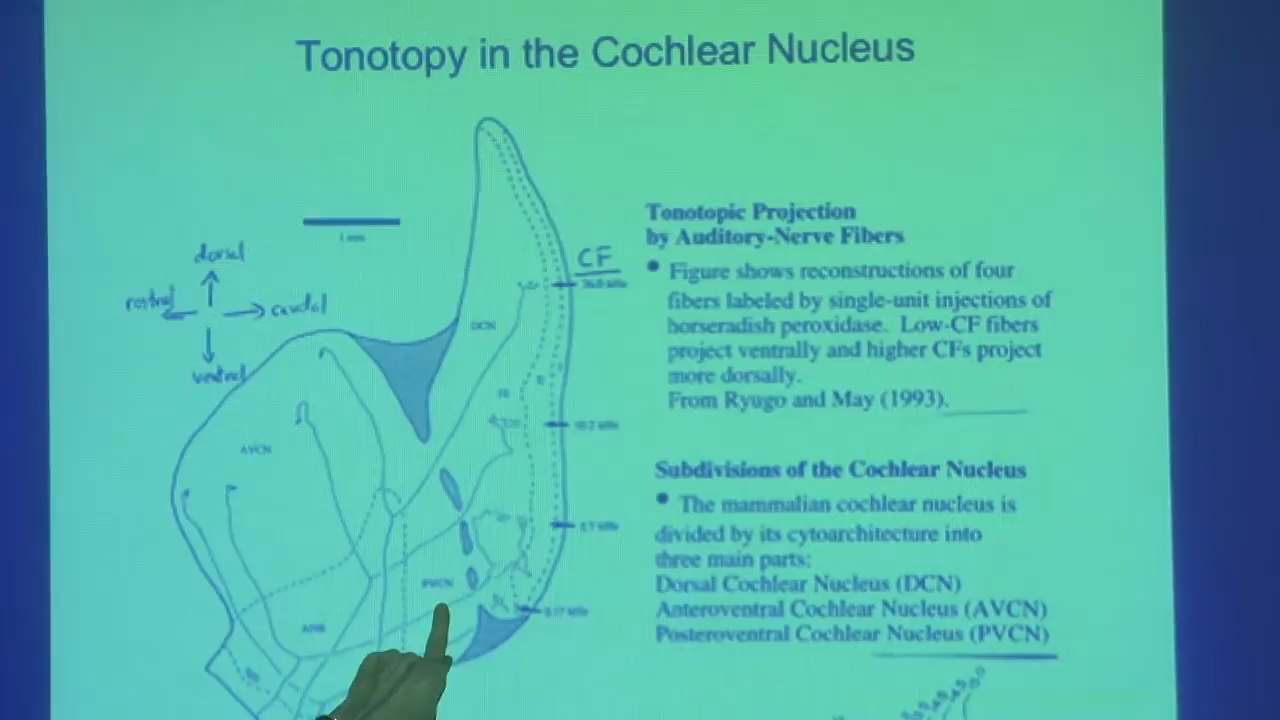 Tonotopy in the Cochlear Nucleus
1 mm
dorsal
rostral
caudal
ventral
CF
DCN
AVCN
PVCN
Tonotopic Projection
by Auditory-Nerve Fibers
• Figure shows reconstructions of four
fibers labeled by single-unit injections of
horseradish peroxidase. Low-CF fibers
project ventrally and higher CFs project
more dorsally.
From Ryugo and May (1993).
Subdivisions of the Cochlear Nucleus
• The mammalian cochlear nucleus is
divided by its cytoarchitecture into
three main parts:
Dorsal Cochlear Nucleus (DCN)
Anteroventral Cochlear Nucleus (AVCN)
Posteroventral Cochlear Nucleus (PVCN)